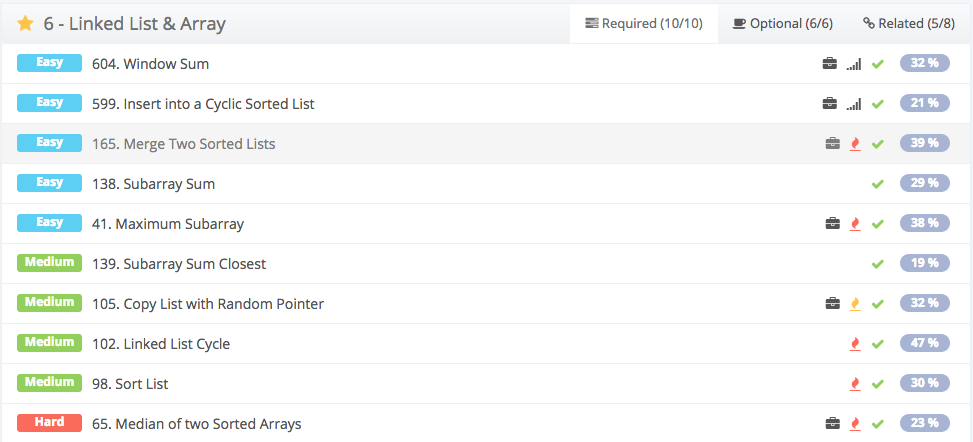 6 - Linked List & Array Required (10/10) Optional (6/6) Related (5/8)
Easy 604. Window Sum 32 %
Easy 599. Insert into a Cyclic Sorted List 21 %
Easy 165. Merge Two Sorted Lists 39 %
Easy 138. Subarray Sum 29 %
Easy 41. Maximum Subarray 38 %
Medium 139. Subarray Sum Closest 19 %
Medium 105. Copy List with Random Pointer 32 %
Medium 102. Linked List Cycle 47 %
Medium 98. Sort List 30 %
Hard 65. Median of two Sorted Arrays 23 %